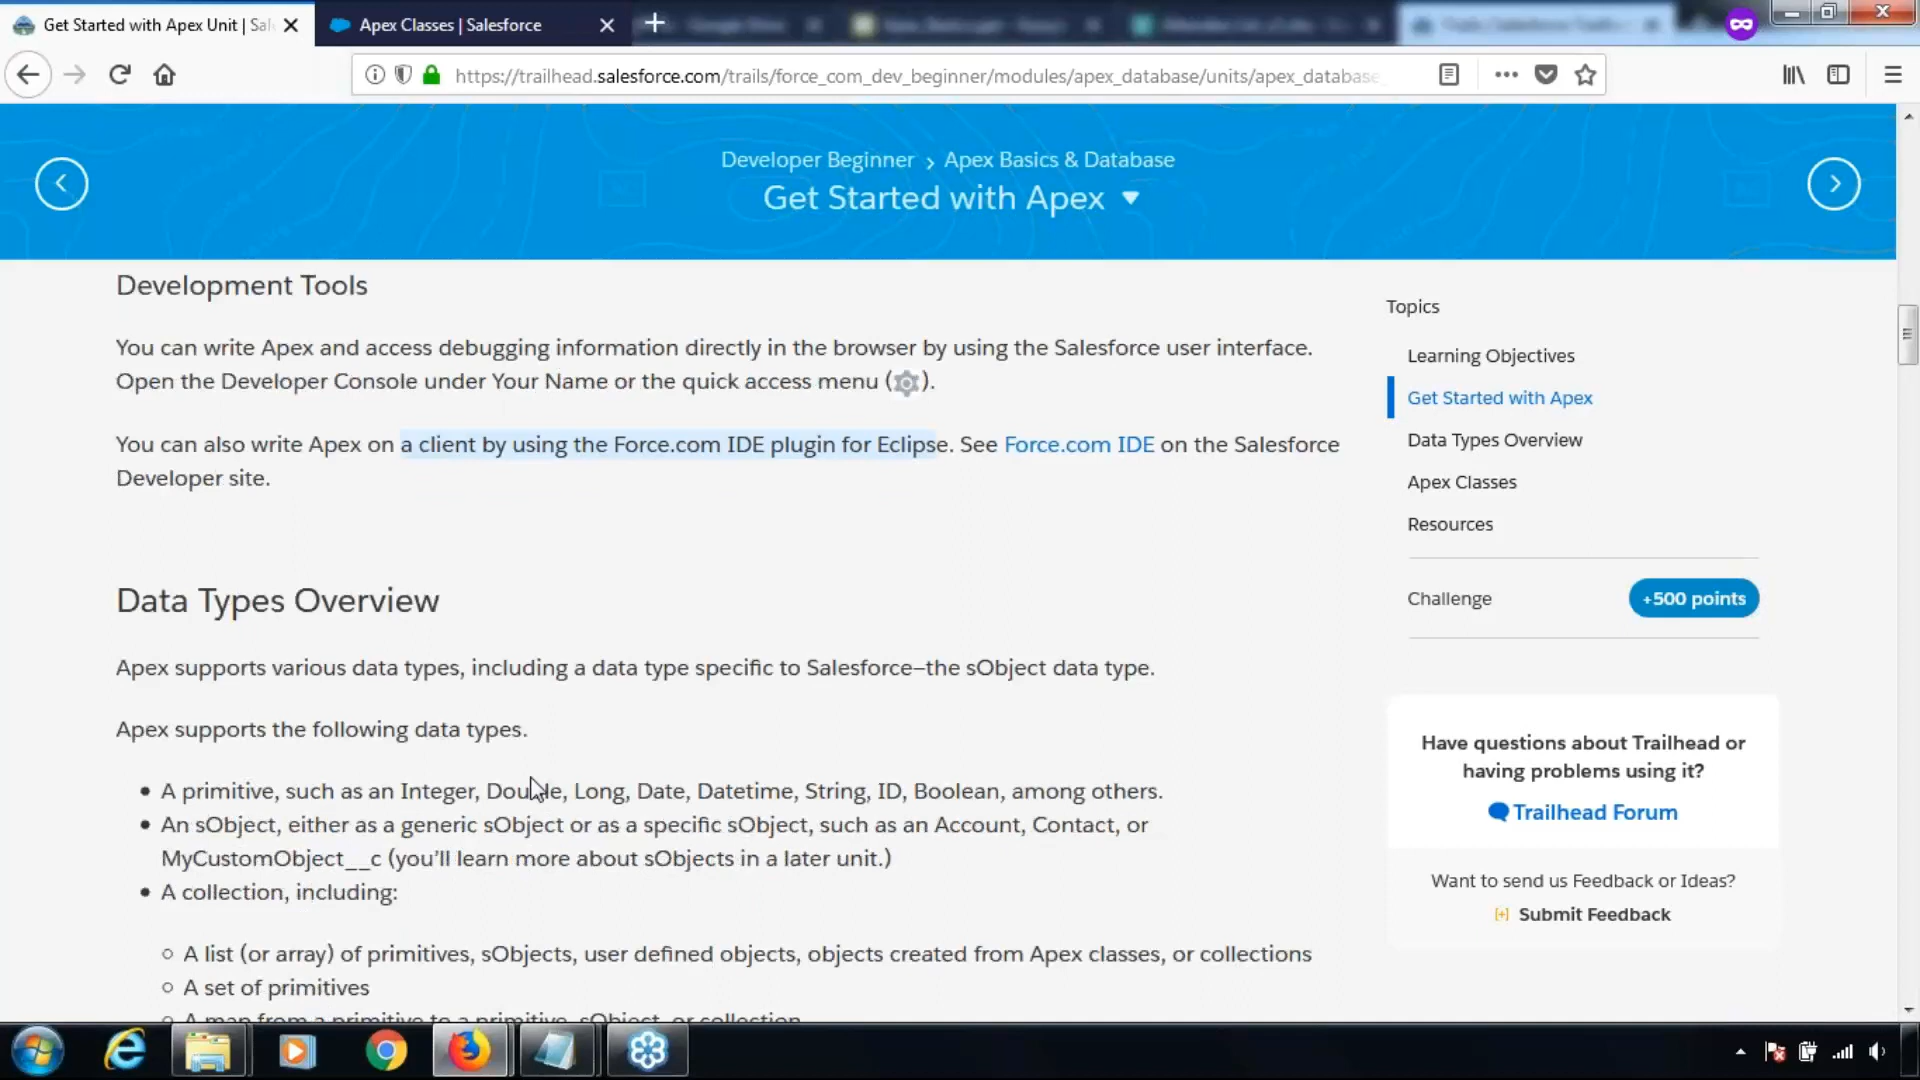 Get Started with Apex Unit | Sal
Apex Classes | Salesforce
https://trailhead.salesforce.com/trails/force_com_dev_beginner/modules/apex_database/units/apex_database
Developer Beginner > Apex Basics & Database
Get Started with Apex
Development Tools
You can write Apex and access debugging information directly in the browser by using the Salesforce user interface.
Open the Developer Console under Your Name or the quick access menu ( ).
You can also write Apex on a client by using the Force.com IDE plugin for Eclipse. See Force.com IDE on the Salesforce
Developer site.
Data Types Overview
Apex supports various data types, including a data type specific to Salesforce—the sObject data type.
Apex supports the following data types.
• A primitive, such as an Integer, Double, Long, Date, Datetime, String, ID, Boolean, among others.
• An sObject, either as a generic sObject or as a specific sObject, such as an Account, Contact, or
MyCustomObject__c (you’ll learn more about sObjects in a later unit.)
• A collection, including:
○ A list (or array) of primitives, sObjects, user defined objects, objects created from Apex classes, or collections
○ A set of primitives
○ A map from a primitive to a primitive, sObject, or collection
Topics
Learning Objectives
Get Started with Apex
Data Types Overview
Apex Classes
Resources
Challenge
+500 points
Have questions about Trailhead or
having problems using it?
Trailhead Forum
Want to send us Feedback or Ideas?
[+] Submit Feedback